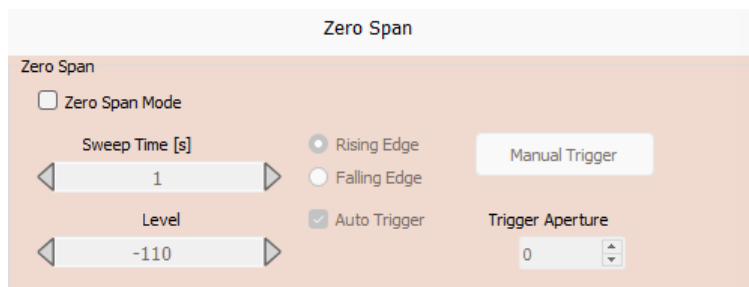 Zero Span
Zero Span
Zero Span Mode
Sweep Time [s]
1
Rising Edge
Falling Edge
Manual Trigger
Level
-110
Auto Trigger
Trigger Aperture
0